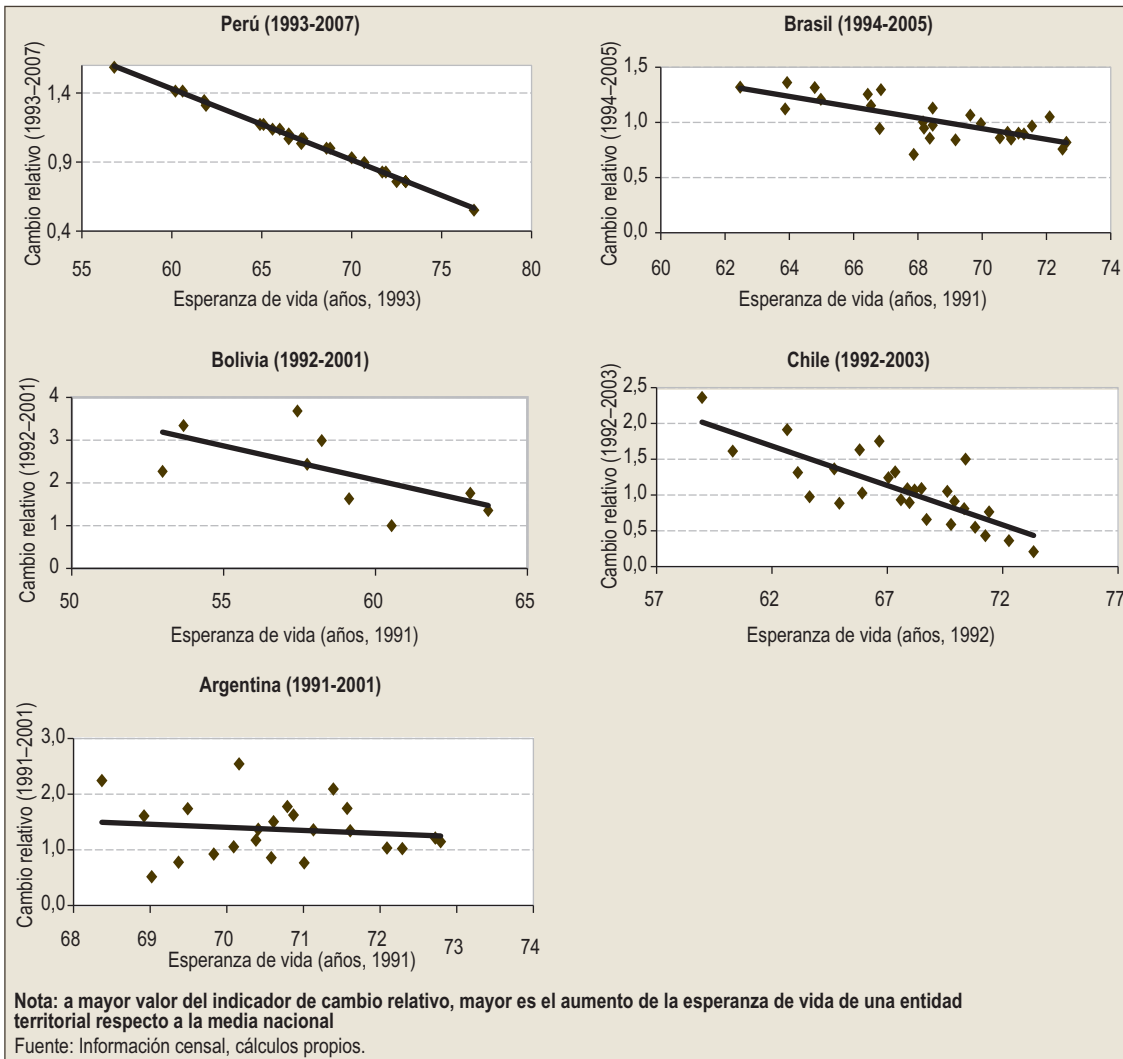 Perú (1993-2007)
Cambio relativo (1993–2007)
1,4
0,9
0,4
55 60 65 70 75 80
Esperanza de vida (años, 1993)
Brasil (1994-2005)
Cambio relativo (1994–2005)
1,5
1,0
0,5
0,0
60 62 64 66 68 70 72 74
Esperanza de vida (años, 1991)
Bolivia (1992-2001)
Cambio relativo (1992–2001)
4
3
2
1
0
50 55 60 65
Esperanza de vida (años, 1991)
Chile (1992-2003)
Cambio relativo (1992–2003)
2,5
2,0
1,5
1,0
0,5
0,0
57 62 67 72 77
Esperanza de vida (años, 1992)
Argentina (1991-2001)
Cambio relativo (1991–2001)
3,0
2,0
1,0
0,0
68 69 70 71 72 73 74
Esperanza de vida (años, 1991)
Nota: a mayor valor del indicador de cambio relativo, mayor es el aumento de la esperanza de vida de una entidad
territorial respecto a la media nacional
Fuente: Información censal, cálculos propios.